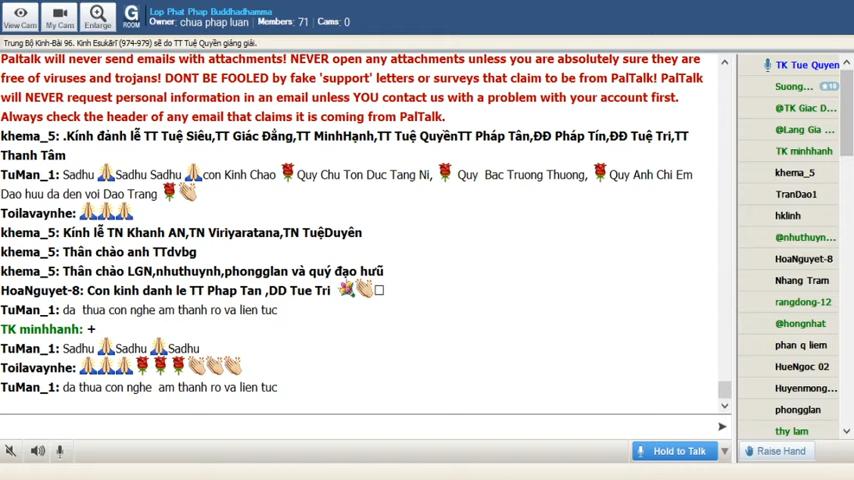 View Cam
My Cam
Enlarge
G
ROOM
Lop Phat Phap Buddhadhamma
Owner: chua phap luan Members: 71 Cams: 0
Trung Bộ Kinh-Bài 96. Kinh Esukārī (974-979) sẽ do TT Tuệ Quyền giảng giải.
Paltalk will never send emails with attachments! NEVER open any attachments unless you are absolutely sure they are
free of viruses and trojans! DONT BE FOOLED by fake 'support' letters or surveys that claim to be from PalTalk! PalTalk
will NEVER request personal information in an email unless YOU contact us with a problem with your account first.
Always check the header of any email that claims it is coming from PalTalk.
khema_5: .Kính đảnh lễ TT Tuệ Siêu,TT Giác Đẳng,TT MinhHạnh,TT Tuệ QuyềnTT Pháp Tân,ĐĐ Pháp Tín,ĐĐ Tuệ Tri,TT
Thanh Tâm
TuMan_1: Sadhu 🙏Sadhu Sadhu 🙏con Kinh Chao 🌹Quy Chu Ton Duc Tang Ni, 🌹 Quy Bac Truong Thuong, 🌹Quy Anh Chi Em
Dao huu da den voi Dao Trang 🌹👏
Toilavaynhe: 🙏🙏🙏
khema_5: Kính lễ TN Khanh AN,TN Viriyaratana,TN TuệDuyên
khema_5: Thân chào anh TTdvbg
khema_5: Thân chào LGN,nhuthuynh,phongglan và quý đạo hưỡu
HoaNguyet-8: Con kinh danh le TT Phap Tan ,DD Tue Tri 💐👏□
TuMan_1: da thua con nghe am thanh ro va lien tuc
TK minhhanh: +
TuMan_1: Sadhu 🙏Sadhu 🙏Sadhu
Toilavaynhe: 🙏🙏🙏🌹🌹🌹👏👏👏
TuMan_1: da thua con nghe am thanh ro va lien tuc
Hold to Talk
TK Tue Quyen
Suong...
+18
@TK Giac D...
@Lang Gia ...
TK minhhanh
khema_5
TranDao1
hklinh
@nhuthuyn...
HoaNguyet-8
Nhang Tram
rangdong-12
@hongnhat
phan q liem
HueNgoc 02
Huyenmong...
phongglan
thy lam
Raise Hand